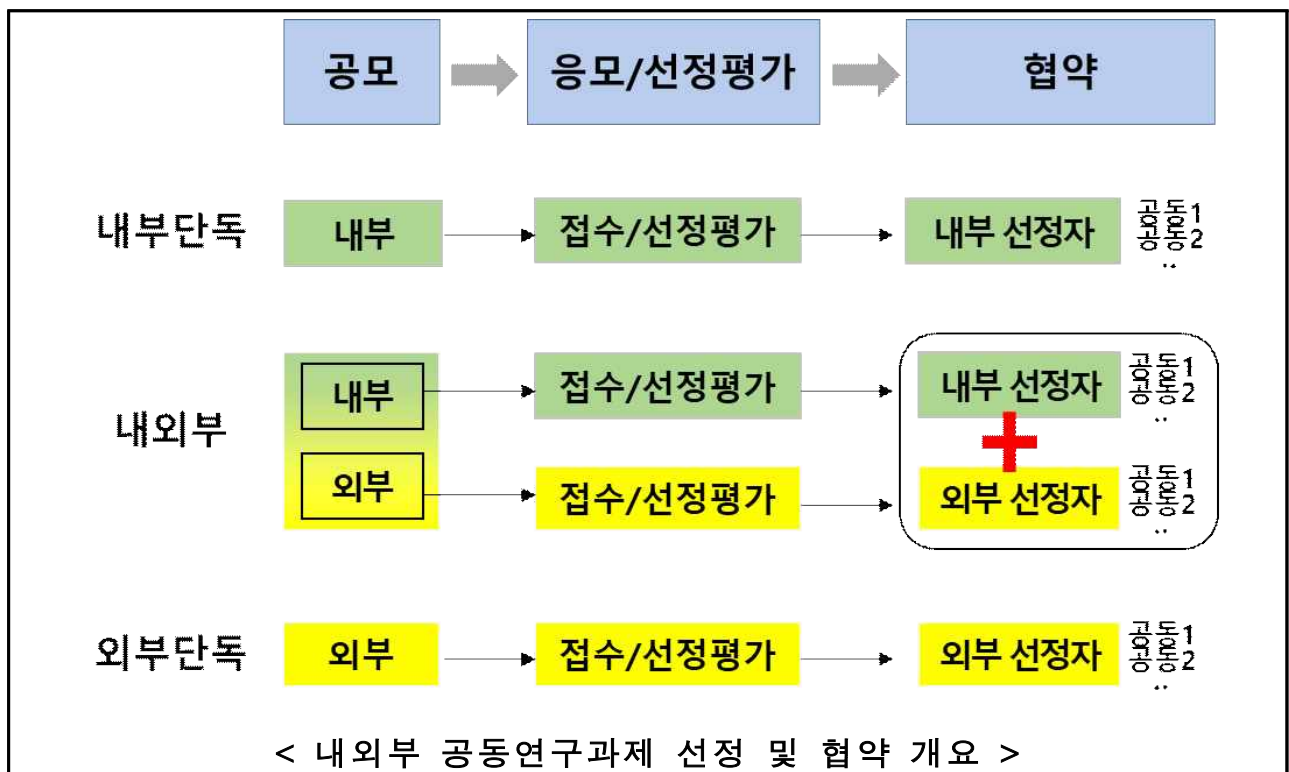 공모 응모/선정평가 협약
내부단독 내부 접수/선정평가 내부 선정자 공동1
공동2
..
내부 접수/선정평가 내부 선정자 공동1
공동2
..
내외부
외부 접수/선정평가 외부 선정자 공동1
공동2
..
외부단독 외부 접수/선정평가 외부 선정자 공동1
공동2
..
< 내외부 공동연구과제 선정 및 협약 개요 >